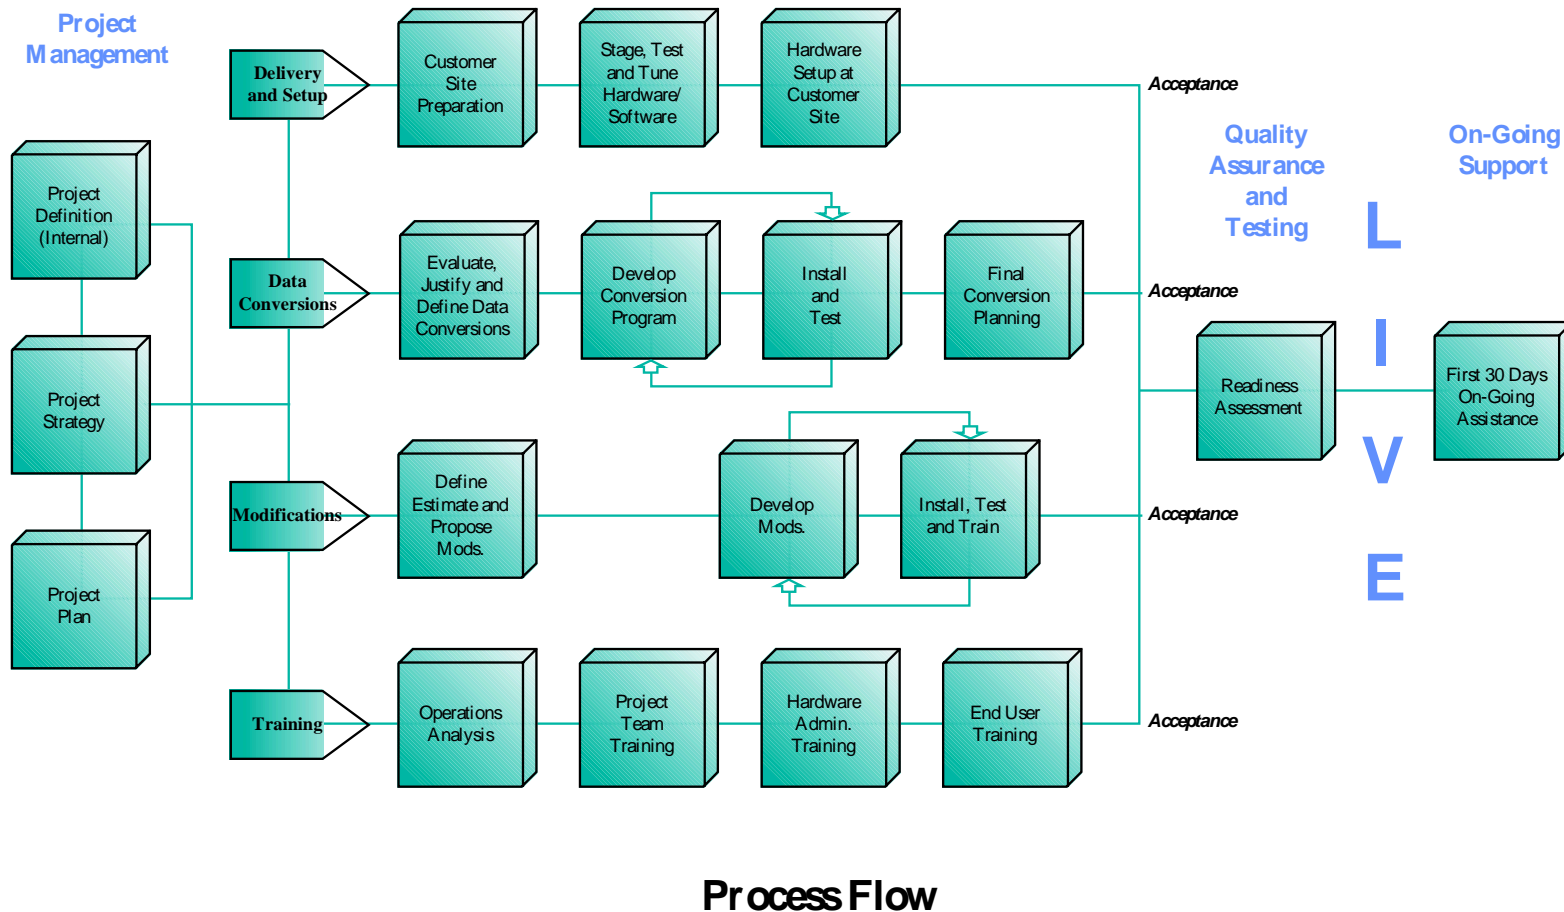 Project
Management
Delivery
and Setup
Customer
Site
Preparation
Stage, Test
and Tune
Hardware/
Software
Hardware
Setup at
Customer
Site
Acceptance
Quality
Assurance
and
Testing
On-Going
Support
Project
Definition
(Internal)
Data
Conversions
Evaluate,
Justify and
Define Data
Conversions
Develop
Conversion
Program
Install
and
Test
Final
Conversion
Planning
Acceptance
L
I
V
E
Project
Strategy
Readiness
Assessment
First 30 Days
On-Going
Assistance
Modifications
Define
Estimate and
Propose
Mods.
Develop
Mods.
Install, Test
and Train
Acceptance
Project
Plan
Training
Operations
Analysis
Project
Team
Training
Hardware
Admin.
Training
End User
Training
Acceptance
Process Flow